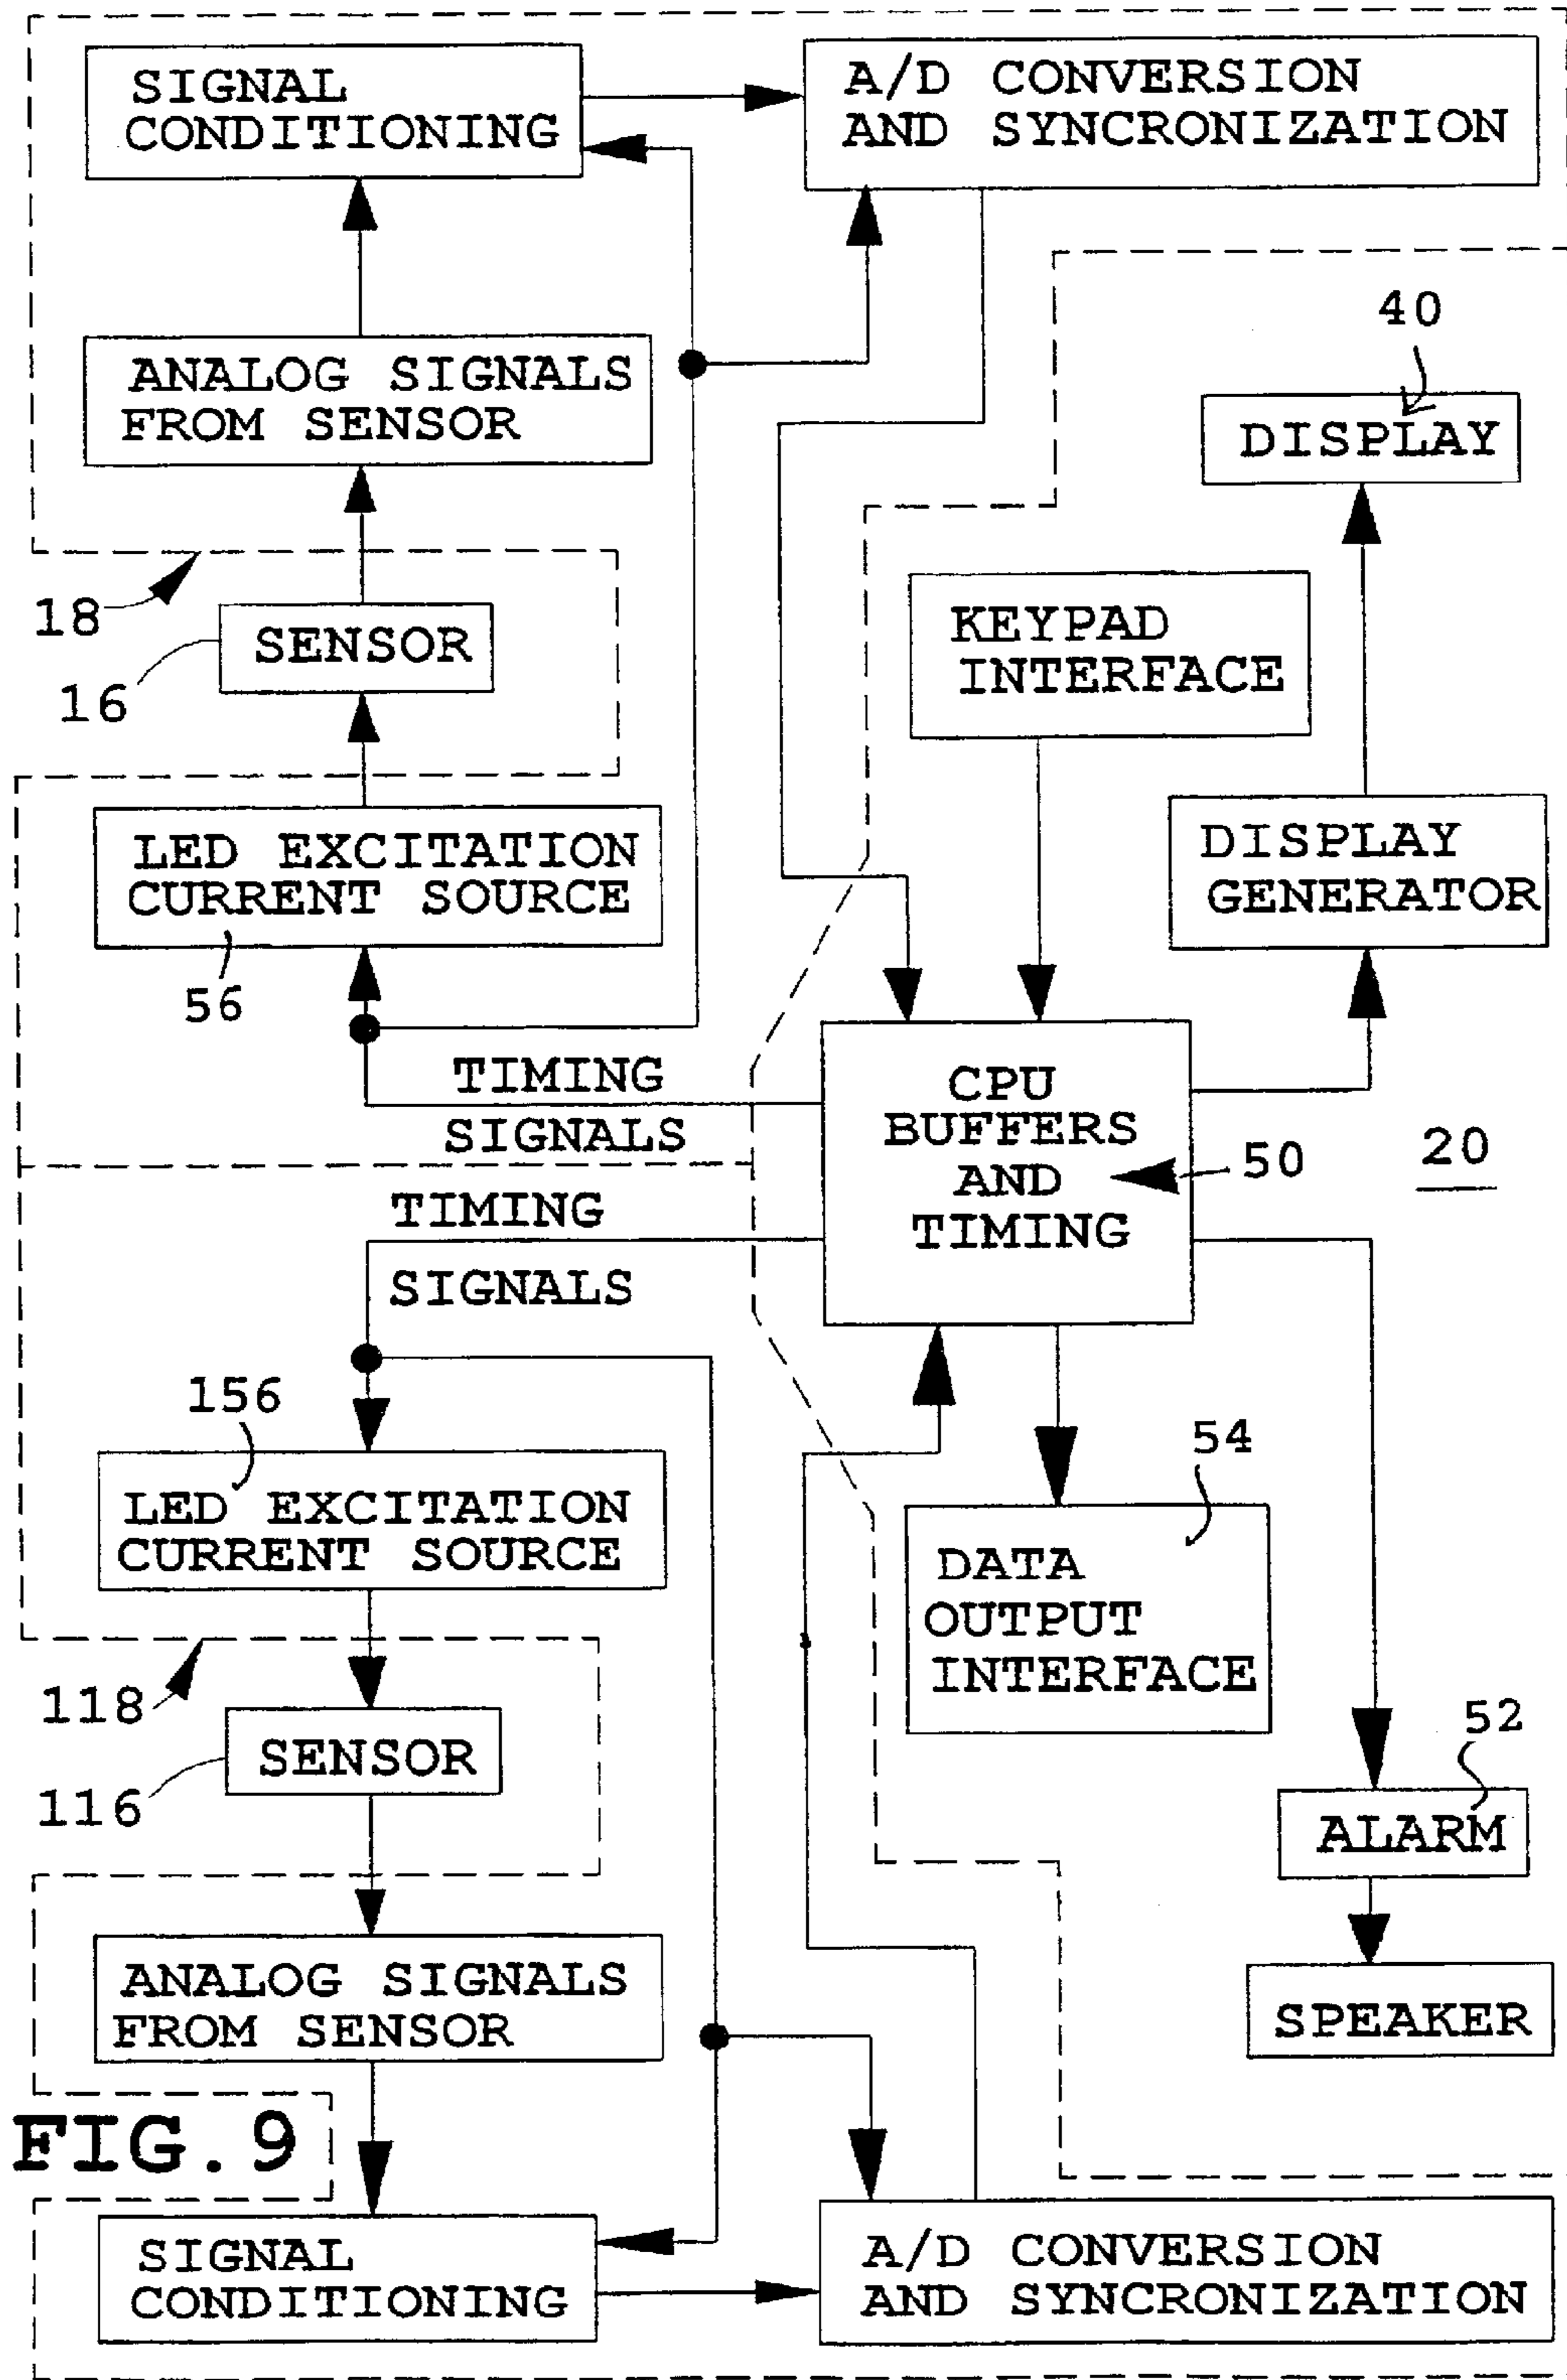 SIGNAL
CONDITIONING
A/D CONVERSION
AND SYNCRONIZATION
40
ANALOG SIGNALS
FROM SENSOR
DISPLAY
18
SENSOR
16
KEYPAD
INTERFACE
LED EXCITATION
CURRENT SOURCE
56
DISPLAY
GENERATOR
TIMING
SIGNALS
CPU
BUFFERS
AND
TIMING
50
20
TIMING
SIGNALS
156
LED EXCITATION
CURRENT SOURCE
54
DATA
OUTPUT
INTERFACE
118
SENSOR
116
52
ALARM
ANALOG SIGNALS
FROM SENSOR
SPEAKER
FIG. 9
SIGNAL
CONDITIONING
A/D CONVERSION
AND SYNCRONIZATION